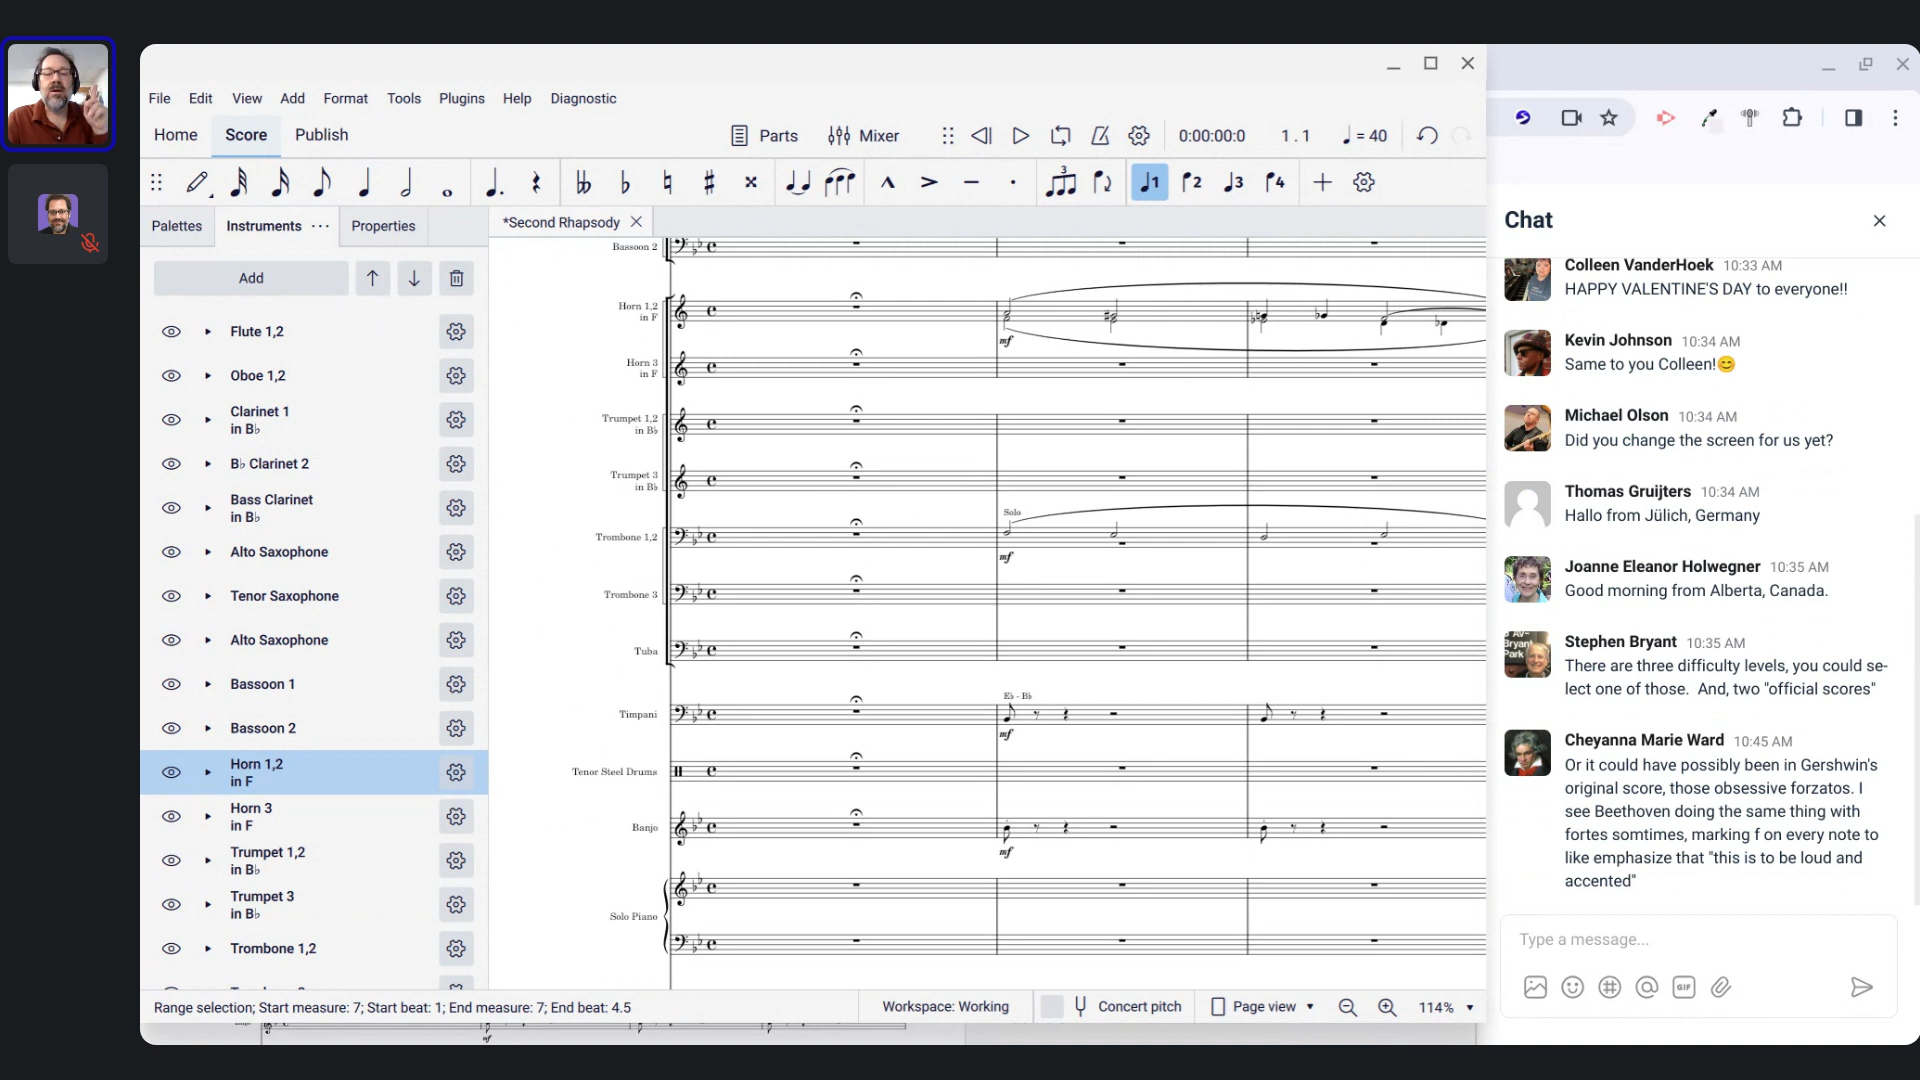 File Edit View Add Format Tools Plugins Help Diagnostic
Home Score Publish Parts Mixer 0:00:00:0 1 . 1 = 40
3
1 2 3 4
Palettes Instruments ··· Properties
*Second Rhapsody
Add
Flute 1,2
Oboe 1,2
Clarinet 1
in B♭
B♭ Clarinet 2
Bass Clarinet
in B♭
Alto Saxophone
Tenor Saxophone
Alto Saxophone
Bassoon 1
Bassoon 2
Horn 1,2
in F
Horn 3
in F
Trumpet 1,2
in B♭
Trumpet 3
in B♭
Trombone 1,2
Bassoon 2
Horn 1,2
in F
mf
Horn 3
in F
Trumpet 1,2
in B♭
Trumpet 3
in B♭
Solo
Trombone 1,2
mf
Trombone 3
Tuba
E♭ - B♭
Timpani
mf
Tenor Steel Drums
Banjo
mf
Solo Piano
Range selection; Start measure: 7; Start beat: 1; End measure: 7; End beat: 4.5
Workspace: Working
Concert pitch
Page view
114%
mf
Chat
Colleen VanderHoek 10:33 AM
HAPPY VALENTINE'S DAY to everyone!!
Kevin Johnson 10:34 AM
Same to you Colleen!😊
Michael Olson 10:34 AM
Did you change the screen for us yet?
Thomas Gruijters 10:34 AM
Hallo from Jülich, Germany
Joanne Eleanor Holwegner 10:35 AM
Good morning from Alberta, Canada.
Stephen Bryant 10:35 AM
There are three difficulty levels, you could se-
lect one of those. And, two "official scores"
Cheyanna Marie Ward 10:45 AM
Or it could have possibly been in Gershwin's
original score, those obsessive forzatos. I
see Beethoven doing the same thing with
fortes somtimes, marking f on every note to
like emphasize that "this is to be loud and
accented"
Type a message...
GIF